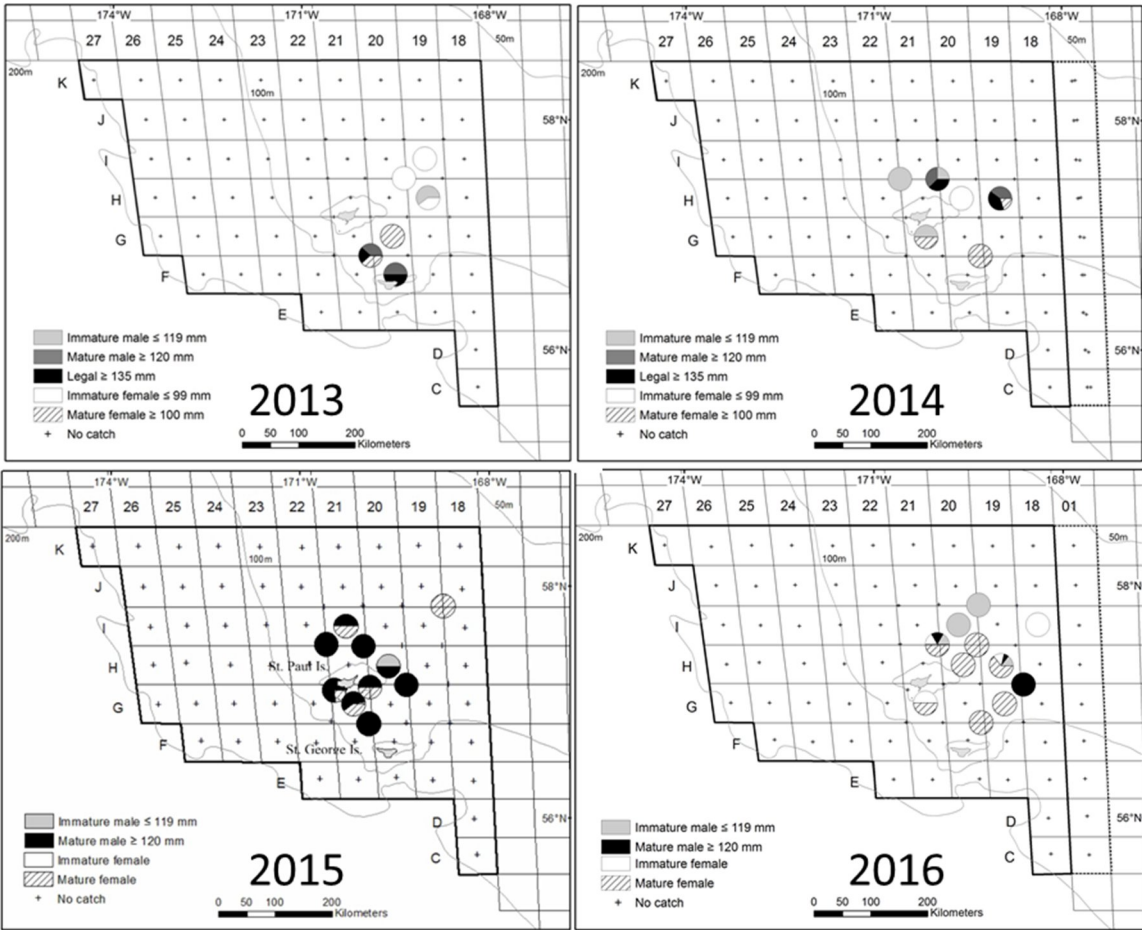 174°W 171°W 168°W
27 26 25 24 23 22 21 20 19 18 50m
200m
K
100m
J 58°N
I
H
G
F
E
D 56°N
C
Immature male ≤ 119 mm
Mature male ≥ 120 mm
Legal ≥ 135 mm
Immature female ≤ 99 mm
Mature female ≥ 100 mm
+ No catch
2013
0 50 100 200
Kilometers
174°W 171°W 168°W
27 26 25 24 23 22 21 20 19 18 50m
200m
K
100m
J 58°N
I
H
G
F
E
D 56°N
C
Immature male ≤ 119 mm
Mature male ≥ 120 mm
Legal ≥ 135 mm
Immature female ≤ 99 mm
Mature female ≥ 100 mm
+ No catch
2014
0 50 100 200
Kilometers
174°W 171°W 168°W
27 26 25 24 23 22 21 20 19 18 50m
200m
K
100m
J 58°N
I
H St. Paul Is.
G
F St. George Is.
E
D 56°N
C
Immature male ≤ 119 mm
Mature male ≥ 120 mm
Immature female
Mature female
+ No catch
2015
0 50 100 200
Kilometers
174°W 171°W 168°W
27 26 25 24 23 22 21 20 19 18 01
200m 50m
K
100m
J 58°N
I
H
G
F
E
D 56°N
C
Immature male ≤ 119 mm
Mature male ≥ 120 mm
Immature female
Mature female
+ No catch
2016
0 50 100 200
Kilometers